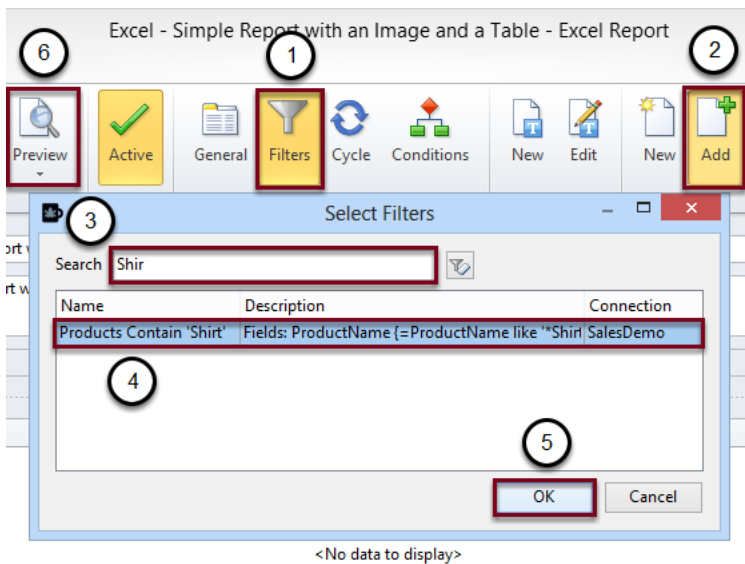 Excel - Simple Report with an Image and a Table - Excel Report
6
1
2
Preview
Active
General
Filters
Cycle
Conditions
New
Edit
New
Add
3
Select Filters
ort
Search Shir
rt w
Name Description Connection
Products Contain 'Shirt' Fields: ProductName {=ProductName like '*Shirt SalesDemo
4
5
OK
Cancel
<No data to display>